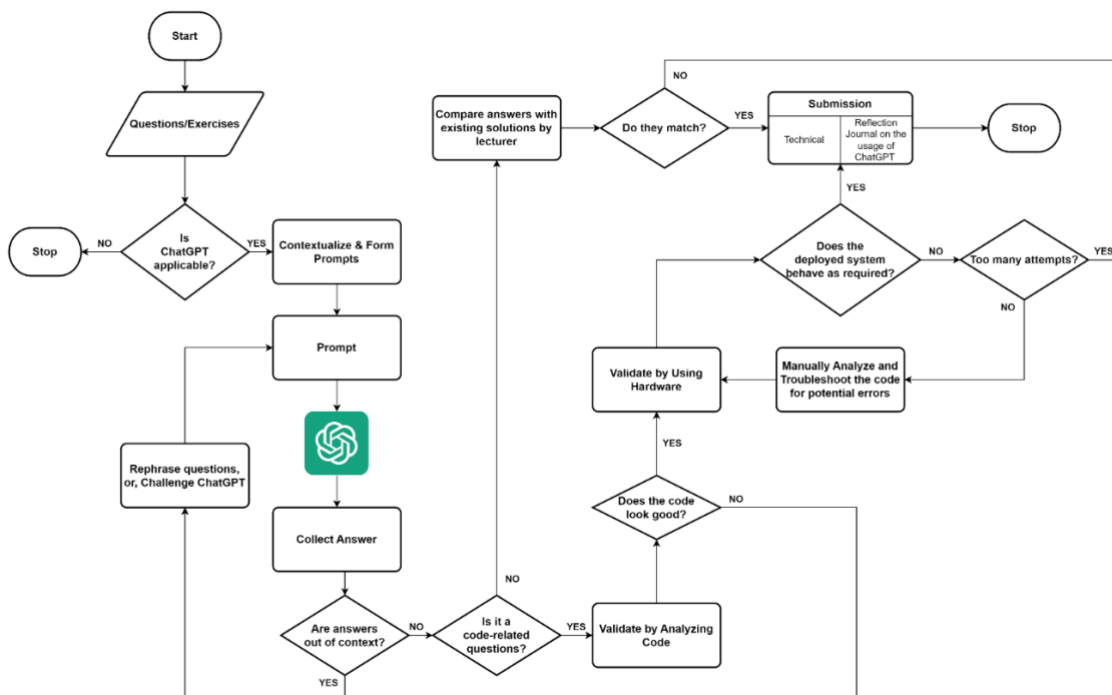 Start
Questions/Exercises
Is
ChatGPT
applicable?
NO
YES
Stop
Contextualize & Form
Prompts
Prompt
Rephrase questions,
or, Challenge ChatGPT
Collect Answer
Are answers
out of context?
YES
NO
Is it a
code-related
questions?
NO
YES
Compare answers with
existing solutions by
lecturer
Do they match?
NO
YES
Submission
Technical
Reflection
Journal on the
usage of
ChatGPT
Stop
Validate by Analyzing
Code
Does the code
look good?
NO
YES
Validate by Using
Hardware
Does the
deployed system
behave as required?
YES
NO
Too many attempts?
YES
NO
Manually Analyze and
Troubleshoot the code
for potential errors